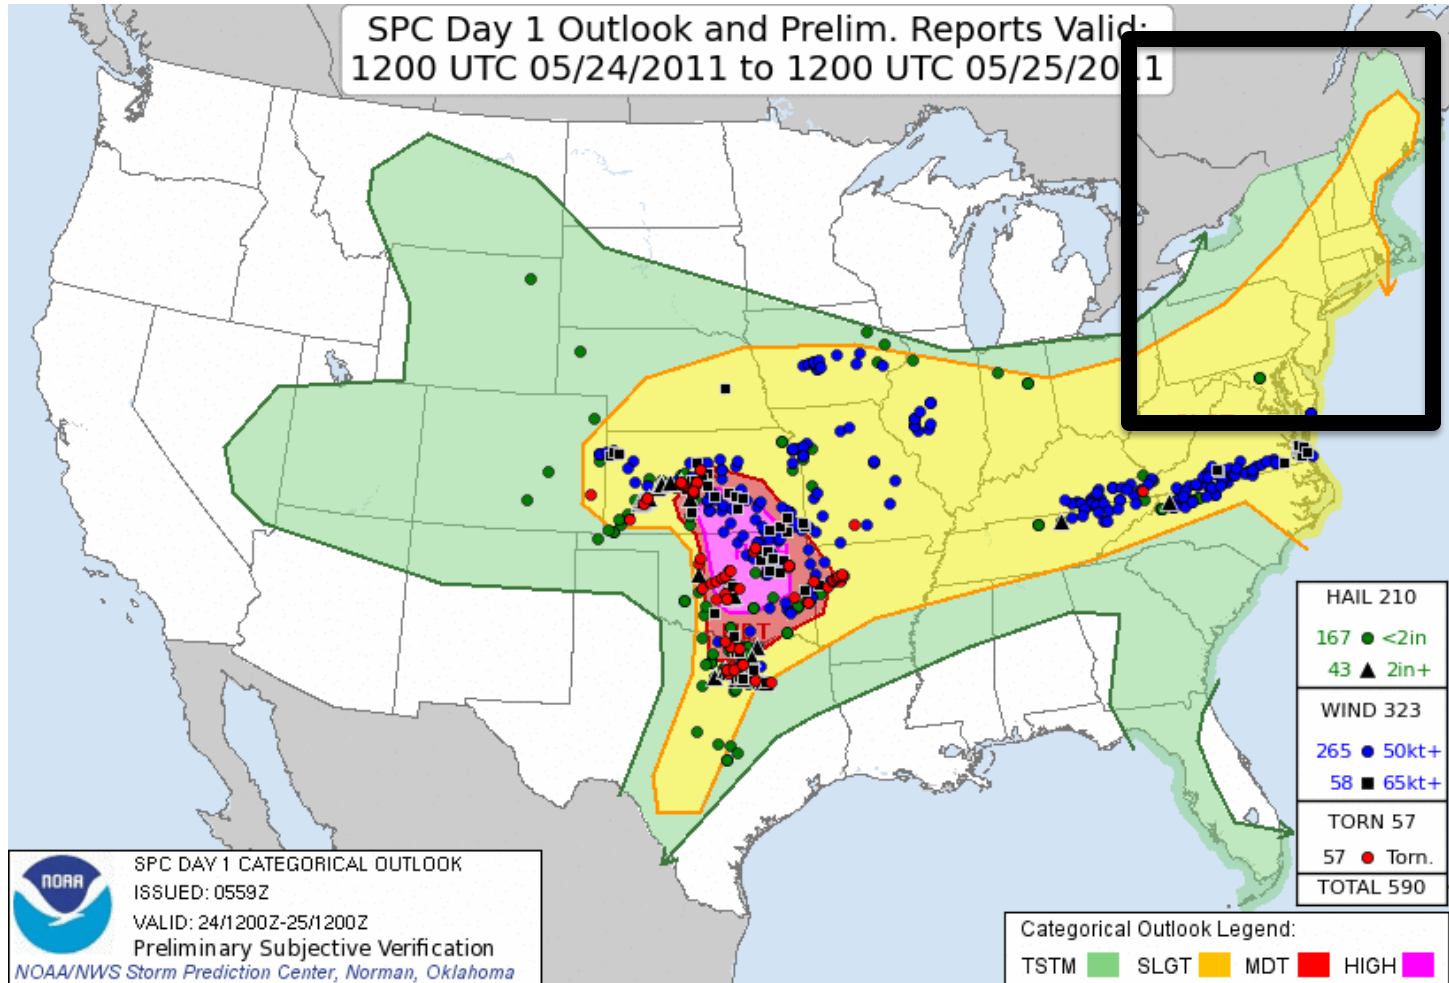 SPC Day 1 Outlook and Prelim. Reports Valid:
1200 UTC 05/24/2011 to 1200 UTC 05/25/2011
HAIL 210
167 <2in
43 2in+
WIND 323
265 50kt+
58 65kt+
TORN 57
57 Torn.
TOTAL 590
NOAA
SPC DAY 1 CATEGORICAL OUTLOOK
ISSUED: 0559Z
VALID: 24/1200Z-25/1200Z
Preliminary Subjective Verification
NOAA/NWS Storm Prediction Center, Norman, Oklahoma
Categorical Outlook Legend:
TSTM SLGT MDT HIGH